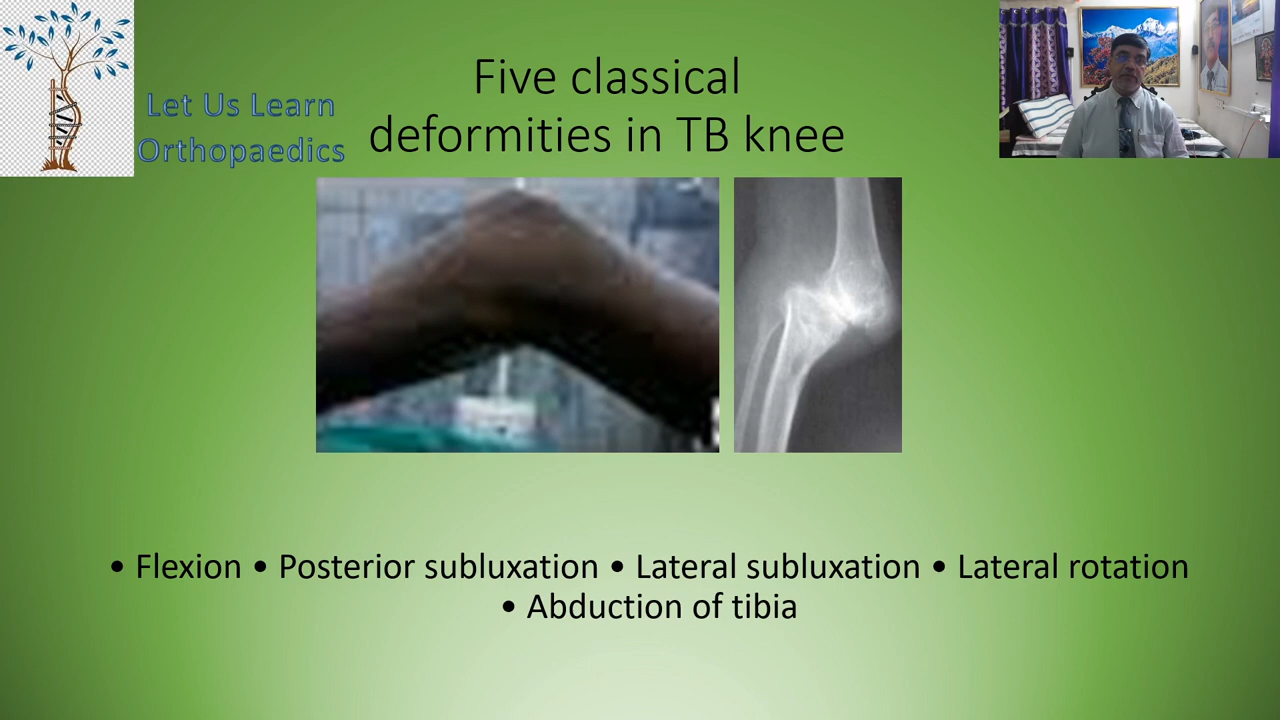 Five classical
deformities in TB knee
Let Us Learn
Orthopaedics
• Flexion • Posterior subluxation • Lateral subluxation • Lateral rotation
• Abduction of tibia